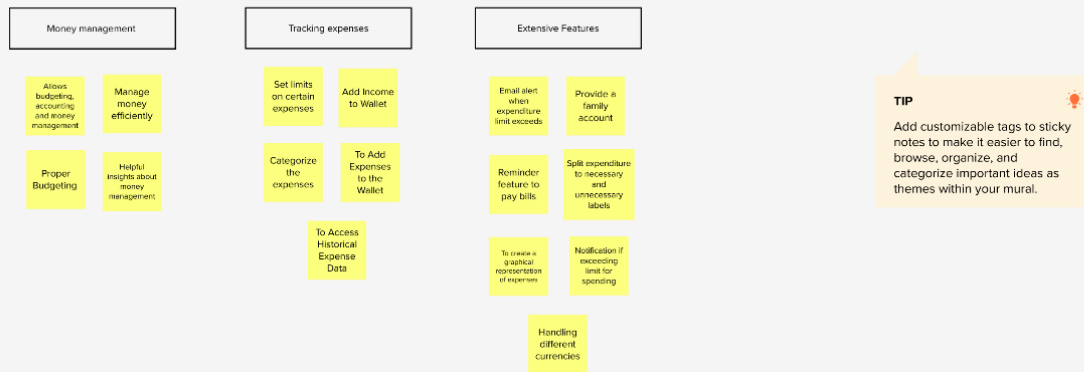 Money management
Allows
budgeting,
accounting
and money
management
Manage
money
efficiently
Proper
Budgeting
Helpful
insights about
money
management
Tracking expenses
Set limits
on certain
expenses
Add Income
to Wallet
Categorize
the
expenses
To Add
Expenses
to the
Wallet
To Access
Historical
Expense
Data
Extensive Features
Email alert
when
expenditure
limit exceeds
Provide a
family
account
Reminder
feature to
pay bills
Split expenditure
to necessary
and
unnecessary
labels
To create a
graphical
representation
of expenses
Notification if
exceeding
limit for
spending
Handling
different
currencies
TIP
Add customizable tags to sticky
notes to make it easier to find,
browse, organize, and
categorize important ideas as
themes within your mural.